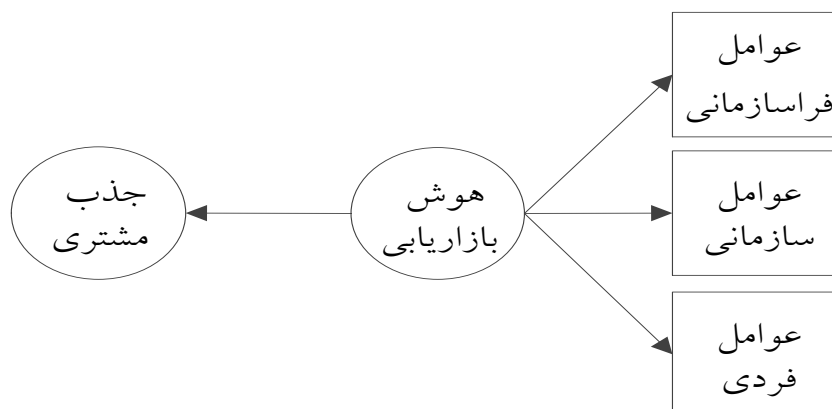 عوامل
فراسازمانی
عوامل
سازمانی
عوامل
فردی
هوش
بازاریابی
جذب
مشتری